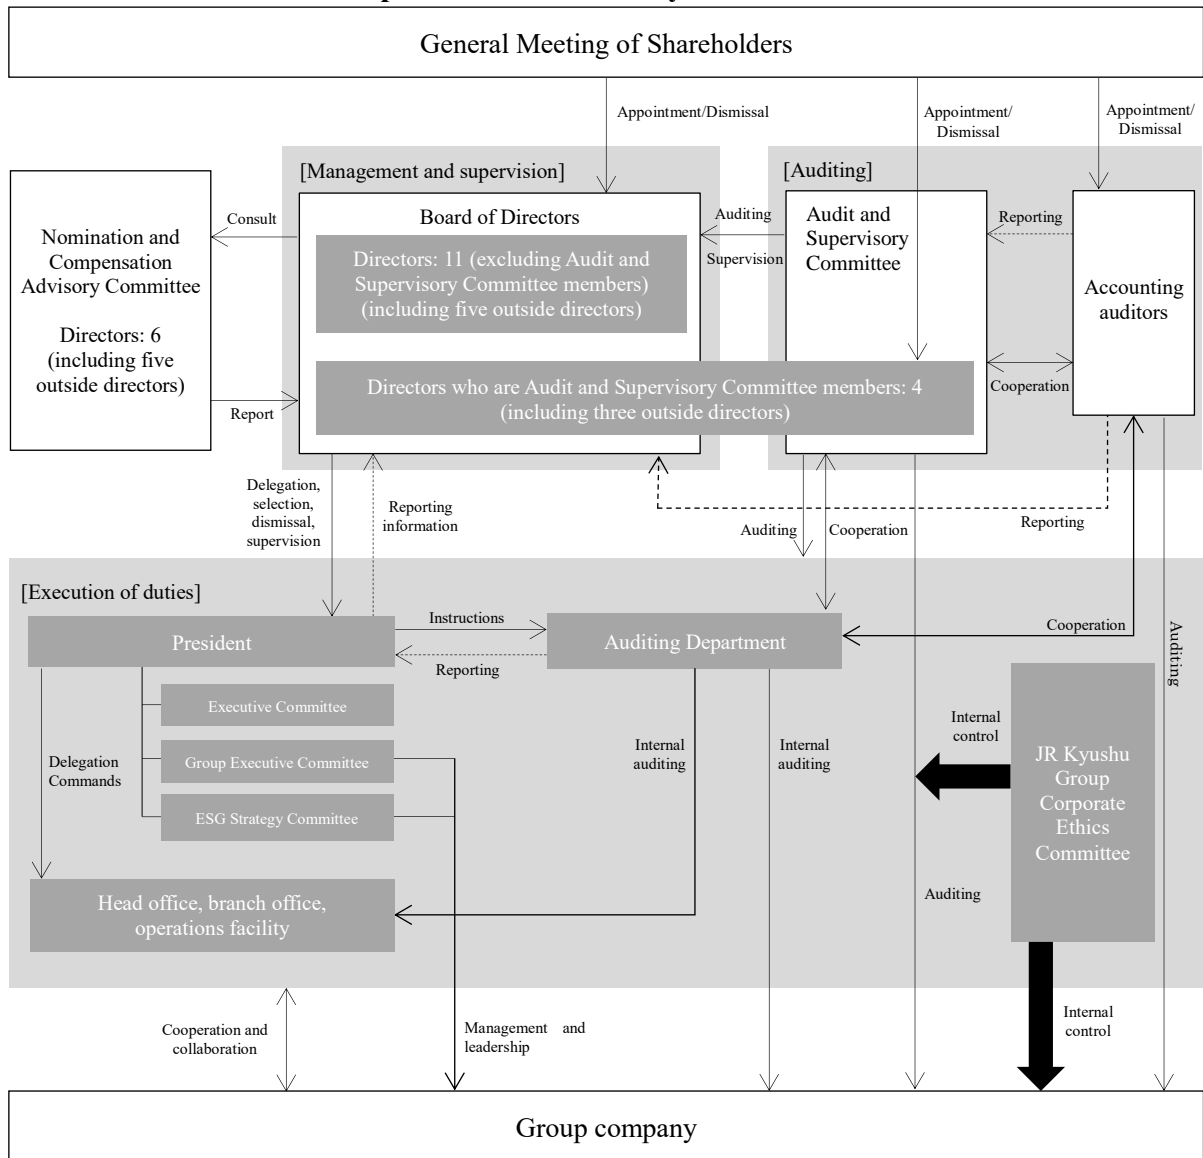 General Meeting of Shareholders
Appointment/Dismissal
Appointment/
Dismissal
Appointment/
Dismissal
[Management and supervision]
[Auditing]
Nomination and
Compensation
Advisory Committee
Directors: 6
(including five
outside directors)
Consult
Report
Board of Directors
Directors: 11 (excluding Audit and
Supervisory Committee members)
(including five outside directors)
Auditing
Supervision
Audit and
Supervisory
Committee
Reporting
Accounting
auditors
Cooperation
Directors who are Audit and Supervisory Committee members: 4
(including three outside directors)
Delegation,
selection,
dismissal,
supervision
Reporting
information
Auditing
Cooperation
Reporting
[Execution of duties]
President
Instructions
Reporting
Auditing Department
Cooperation
Auditing
Executive Committee
Group Executive Committee
ESG Strategy Committee
Delegation
Commands
Internal
auditing
Internal
auditing
Internal
control
JR Kyushu
Group
Corporate
Ethics
Committee
Head office, branch office,
operations facility
Auditing
Cooperation and
collaboration
Management and
leadership
Internal
control
Group company